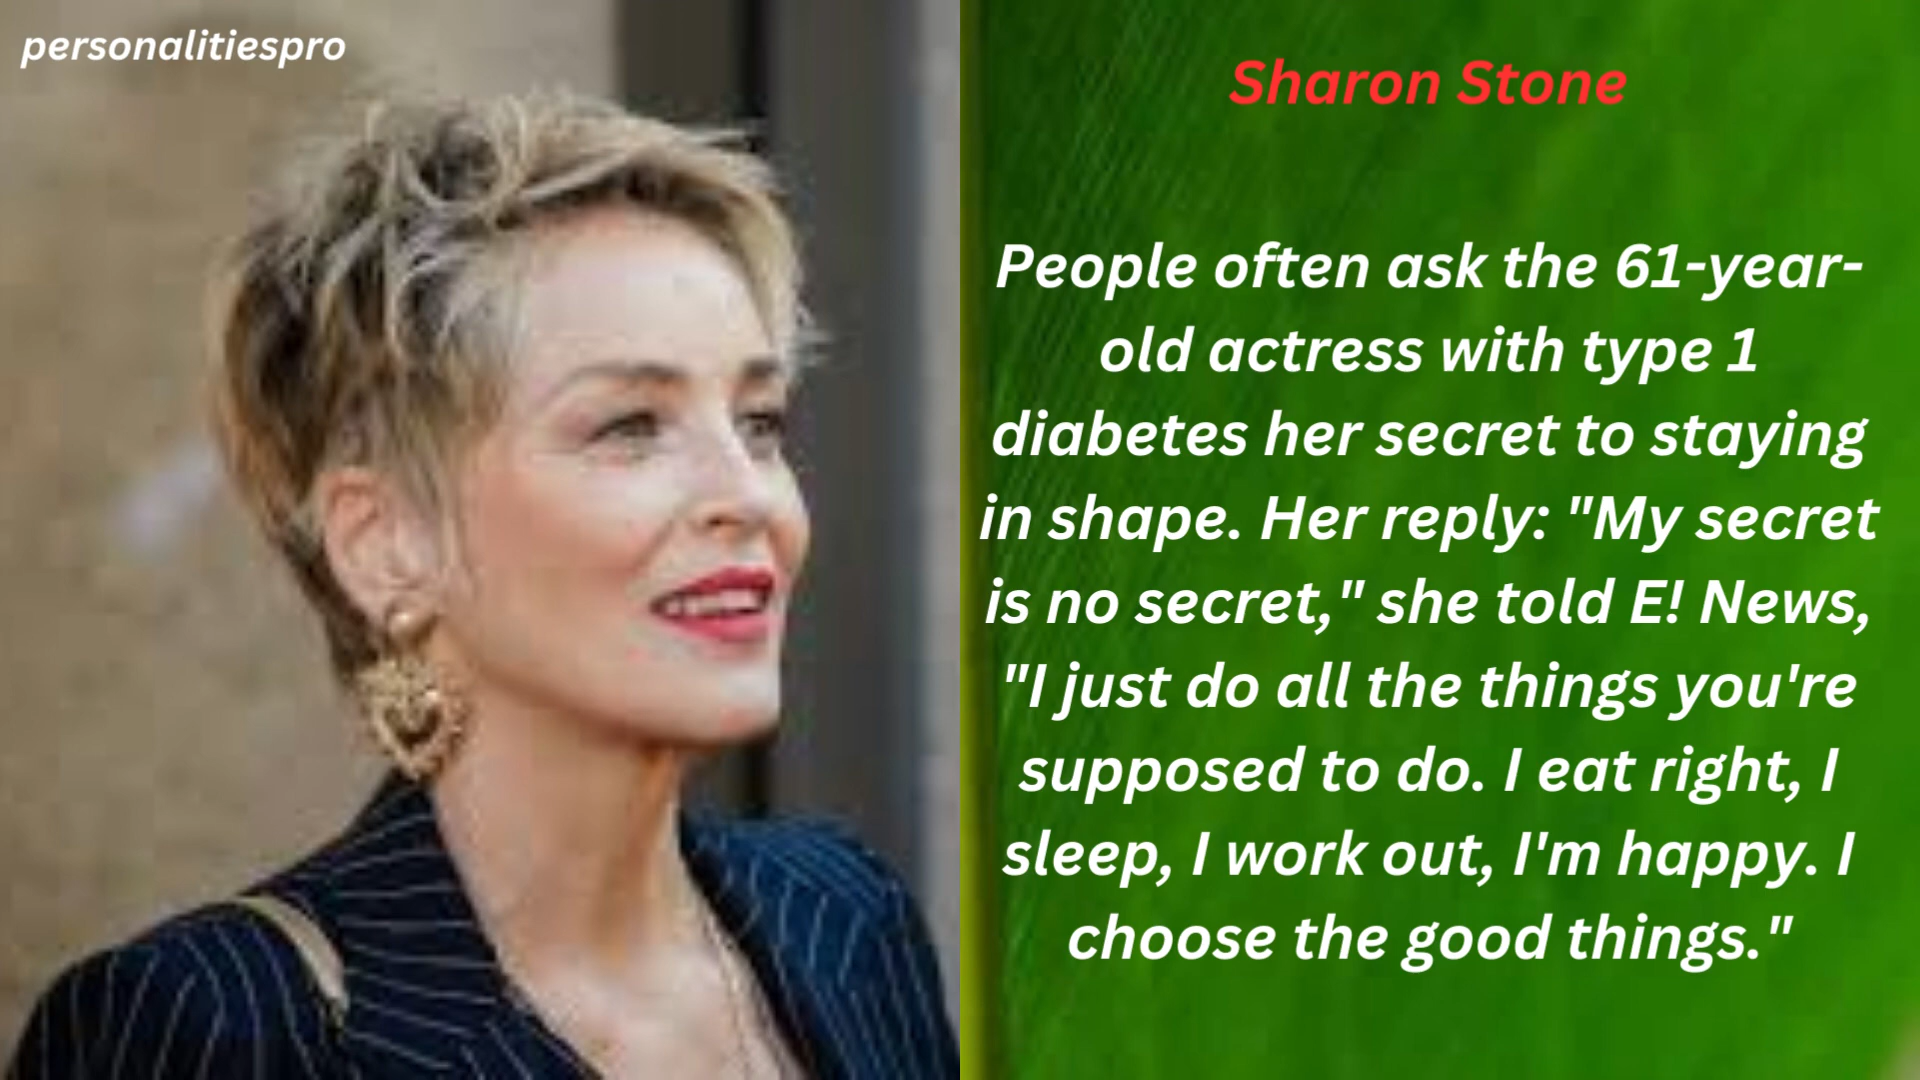 personalitiespro
Sharon Stone
People often ask the 61-year-
old actress with type 1
diabetes her secret to staying
in shape. Her reply: "My secret
is no secret," she told E! News,
"I just do all the things you're
supposed to do. I eat right, I
sleep, I work out, I'm happy. I
choose the good things."